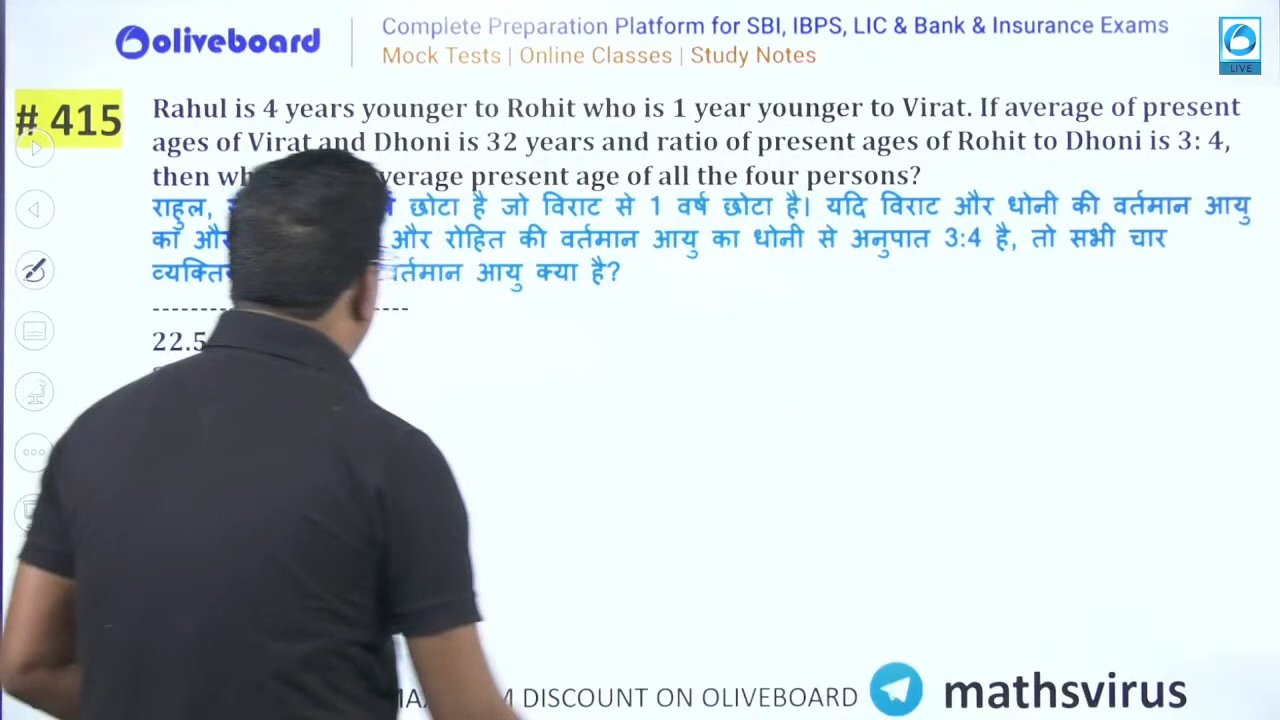 oliveboard
Complete Preparation Platform for SBI, IBPS, LIC & Bank & Insurance Exams
Mock Tests | Online Classes | Study Notes
LIVE
# 415
Rahul is 4 years younger to Rohit who is 1 year younger to Virat. If average of present
ages of Virat and Dhoni is 32 years and ratio of present ages of Rohit to Dhoni is 3: 4,
then verage present age of all the four persons?
राहुल, छोटा है जो विराट से 1 वर्ष छोटा है। यदि विराट और धोनी की वर्तमान आयु
का और रोहित की वर्तमान आयु का धोनी से अनुपात 3:4 है, तो सभी चार
र्तमान आयु क्या है?
-----------
22.5
DISCOUNT ON OLIVEBOARD
mathsvirus